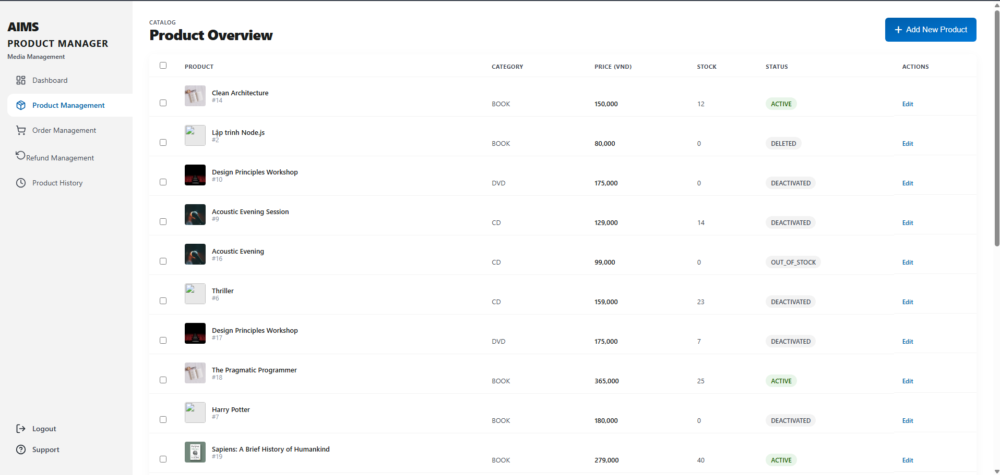 AIMS
PRODUCT MANAGER
Media Management
Dashboard
Product Management
Order Management
Refund Management
Product History
Logout
Support
CATALOG
Product Overview
Add New Product
PRODUCT CATEGORY PRICE (VND) STOCK STATUS ACTIONS
Clean Architecture
#14
BOOK 150,000 12 ACTIVE Edit
Lập trình Node.js
#2
BOOK 80,000 0 DELETED Edit
Design Principles Workshop
#10
DVD 175,000 0 DEACTIVATED Edit
Acoustic Evening Session
#9
CD 129,000 14 DEACTIVATED Edit
Acoustic Evening
#16
CD 99,000 0 OUT_OF_STOCK Edit
Thriller
#6
CD 159,000 23 DEACTIVATED Edit
Design Principles Workshop
#17
DVD 175,000 7 DEACTIVATED Edit
The Pragmatic Programmer
#18
BOOK 365,000 25 ACTIVE Edit
Harry Potter
#7
BOOK 180,000 0 DEACTIVATED Edit
Sapiens: A Brief History of Humankind
#19
BOOK 279,000 40 ACTIVE Edit